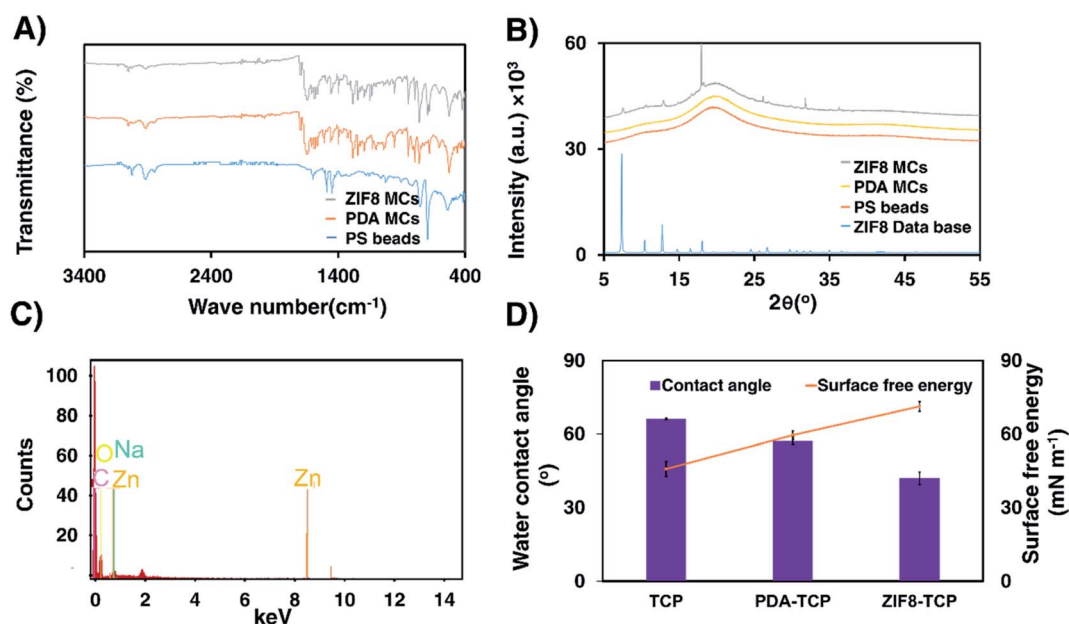 A)
Transmittance (%)
ZIF8 MCs
PDA MCs
PS beads
3400 2400 1400 400
Wave number(cm⁻¹)
B)
Intensity (a.u.) ×10³
60
30
0
ZIF8 MCs
PDA MCs
PS beads
ZIF8 Data base
5 15 25 35 45 55
2θ(°)
C)
Counts
100
80
60
40
20
O Na
C Zn
Zn
0 2 4 6 8 10 12 14
keV
D)
Water contact angle
(°)
90
60
30
0
Contact angle
Surface free energy
TCP PDA-TCP ZIF8-TCP
90
60
30
0
Surface free energy
(mN m⁻¹)